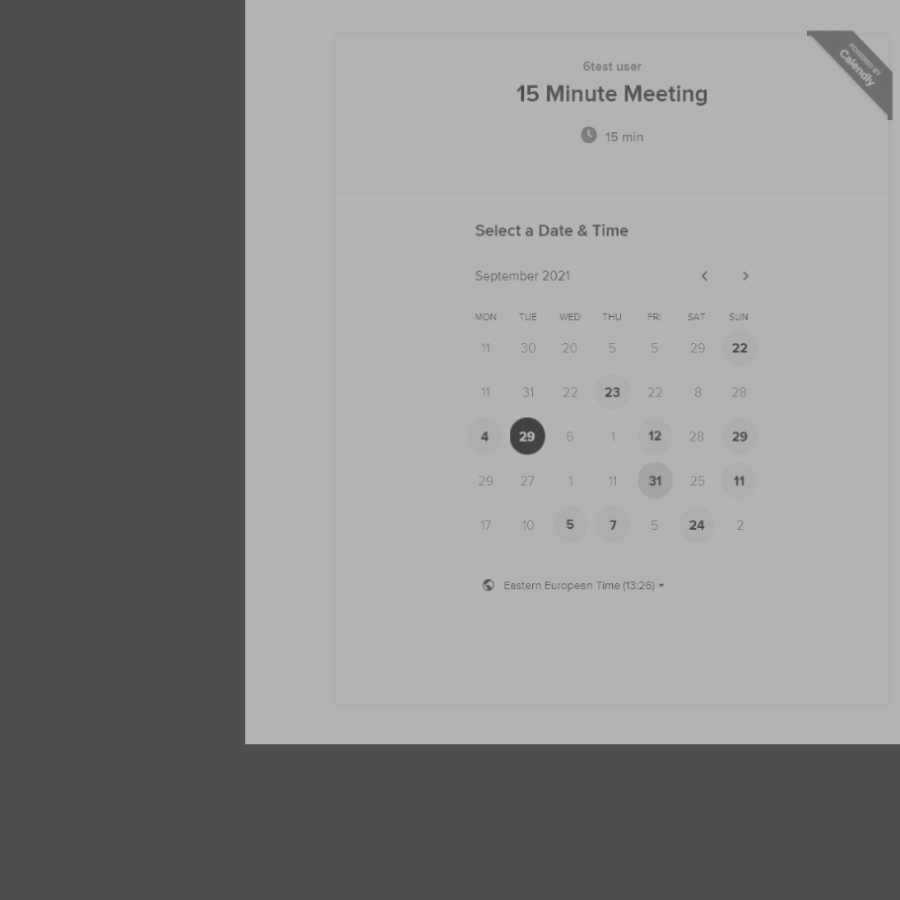 POWERED BY
Calendly
6test user
15 Minute Meeting
15 min
Select a Date & Time
September 2021
MON TUE WED THU FRI SAT SUN
11 30 20 5 5 29 22
11 31 22 23 22 8 28
4 29 6 1 12 28 29
29 27 1 11 31 25 11
17 10 5 7 5 24 2
Eastern European Time (13:26)